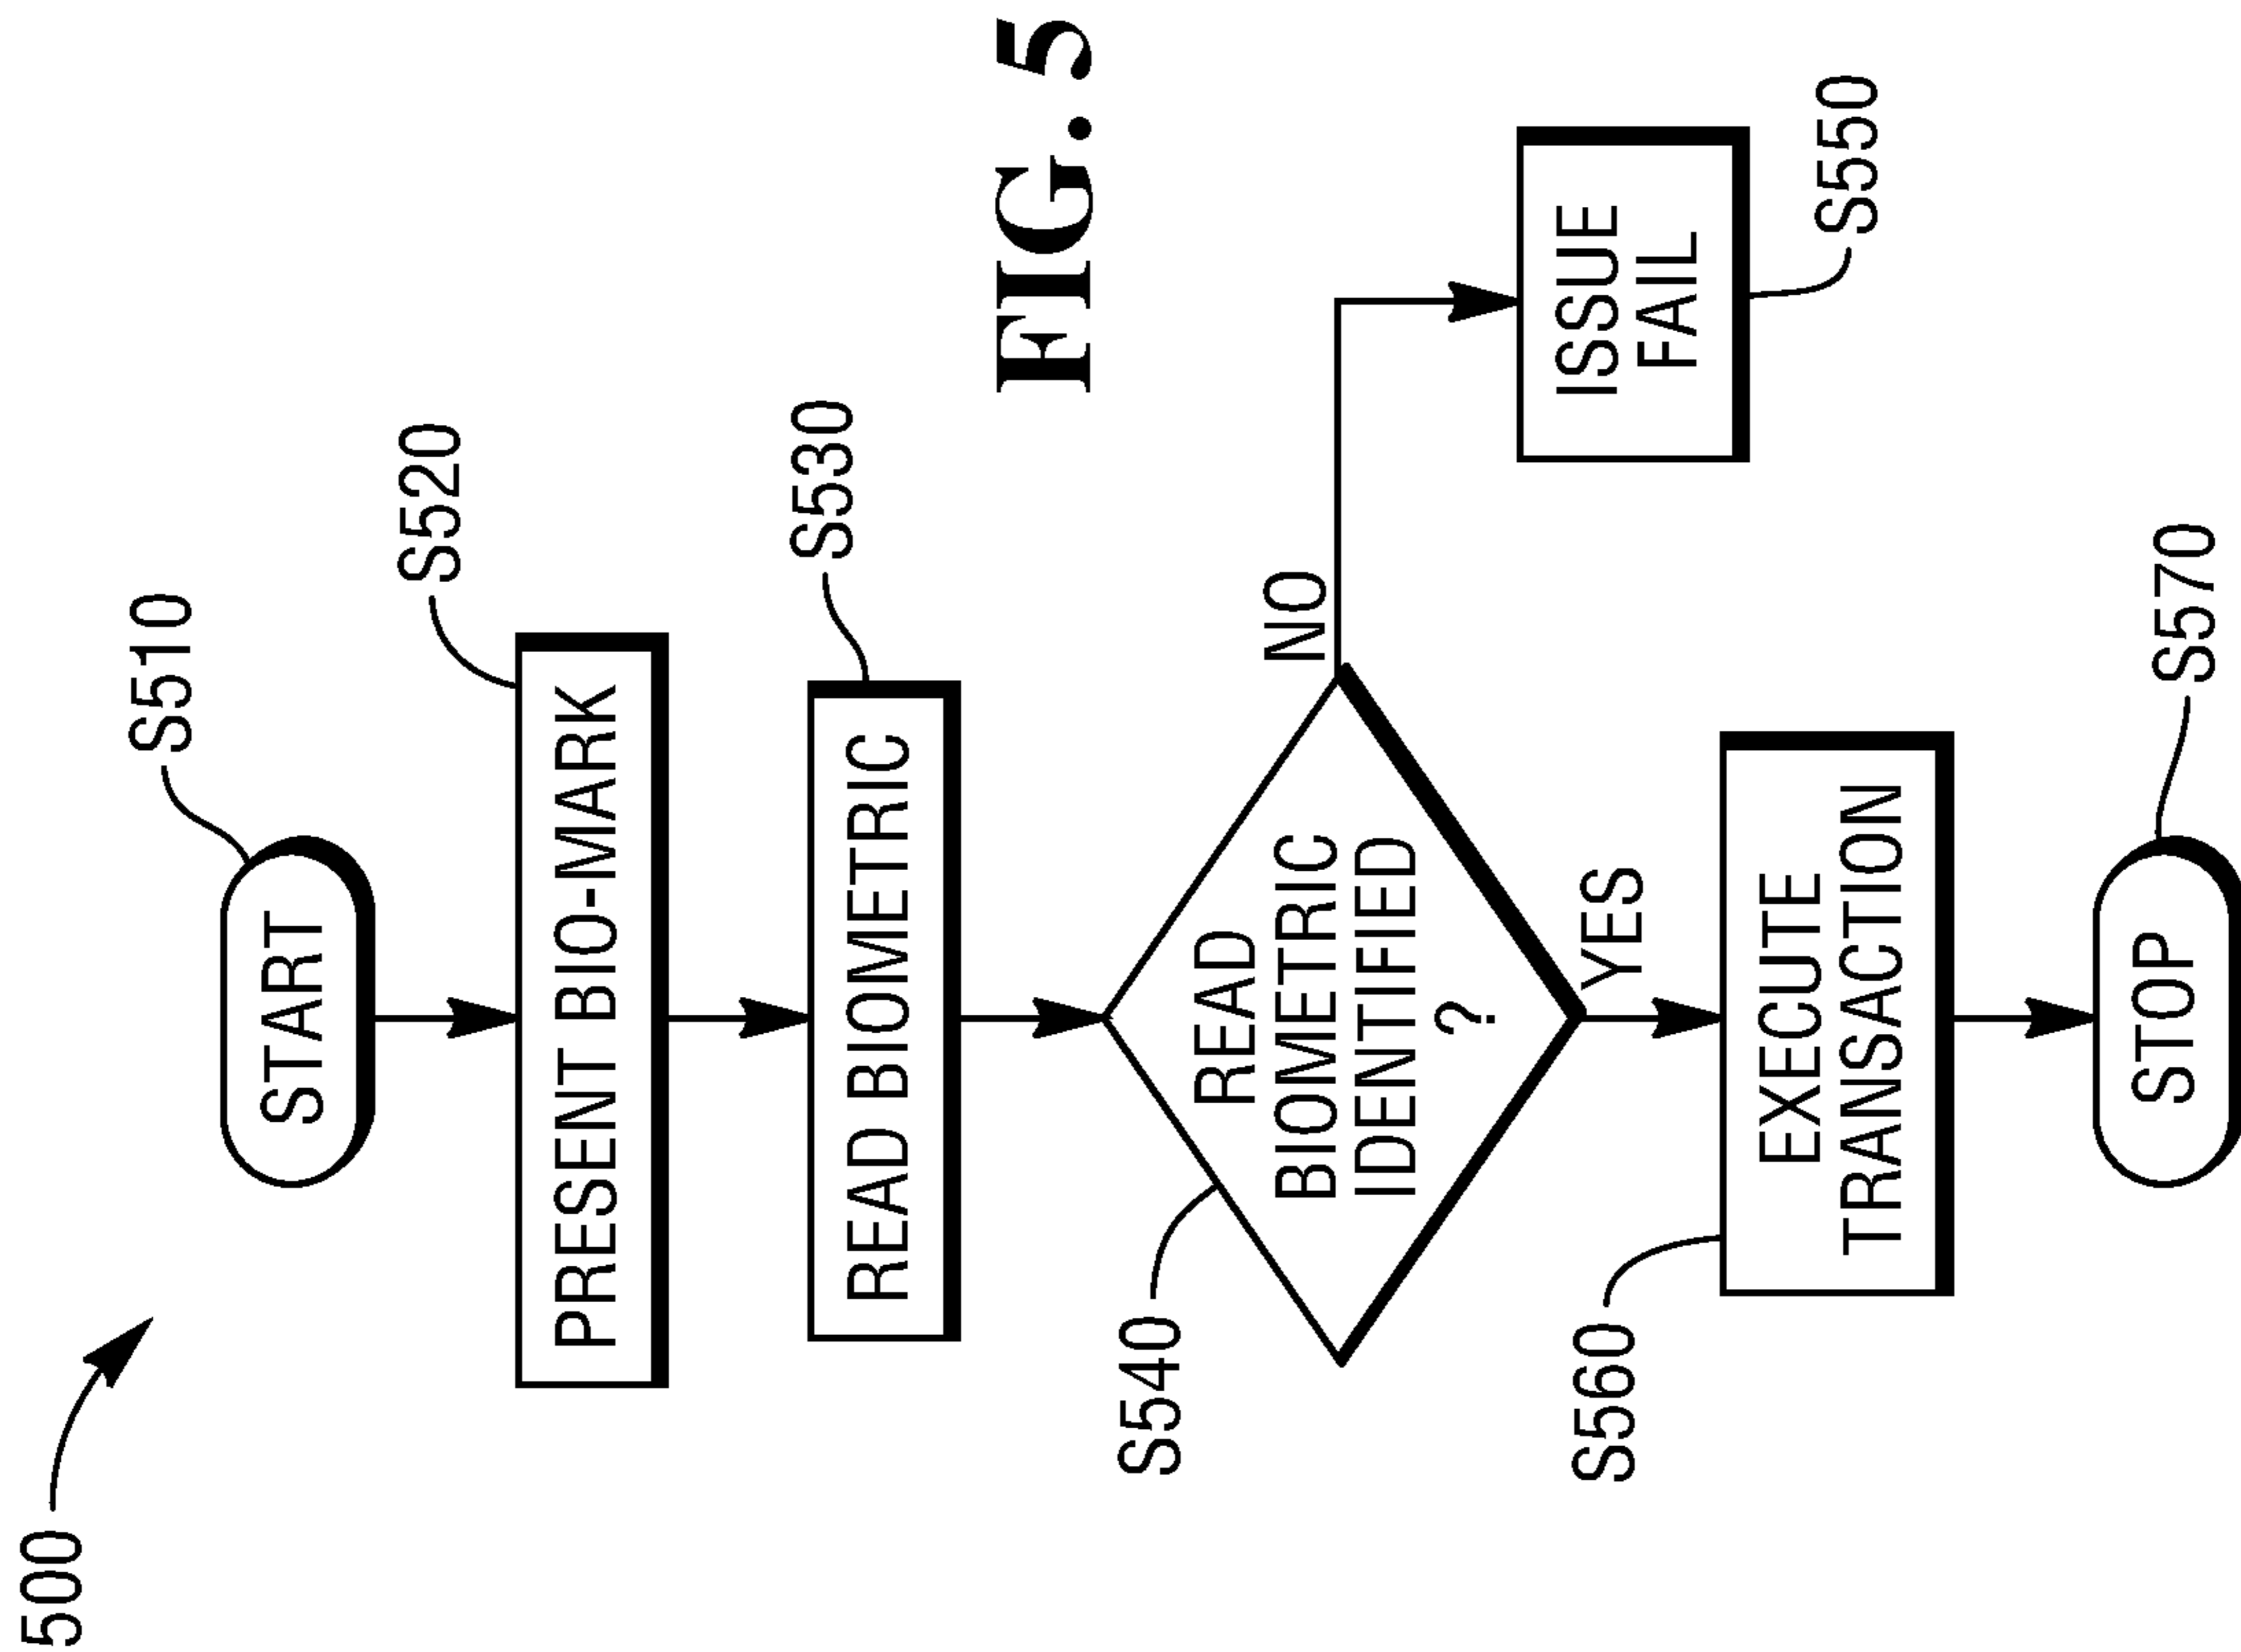 500
START
S510
PRESENT BIO-MARK
S520
READ BIOMETRIC
S530
READ
BIOMETRIC
IDENTIFIED
?
S540
NO
YES
ISSUE
FAIL
S550
EXECUTE
TRANSACTION
S560
STOP
S570
FIG. 5